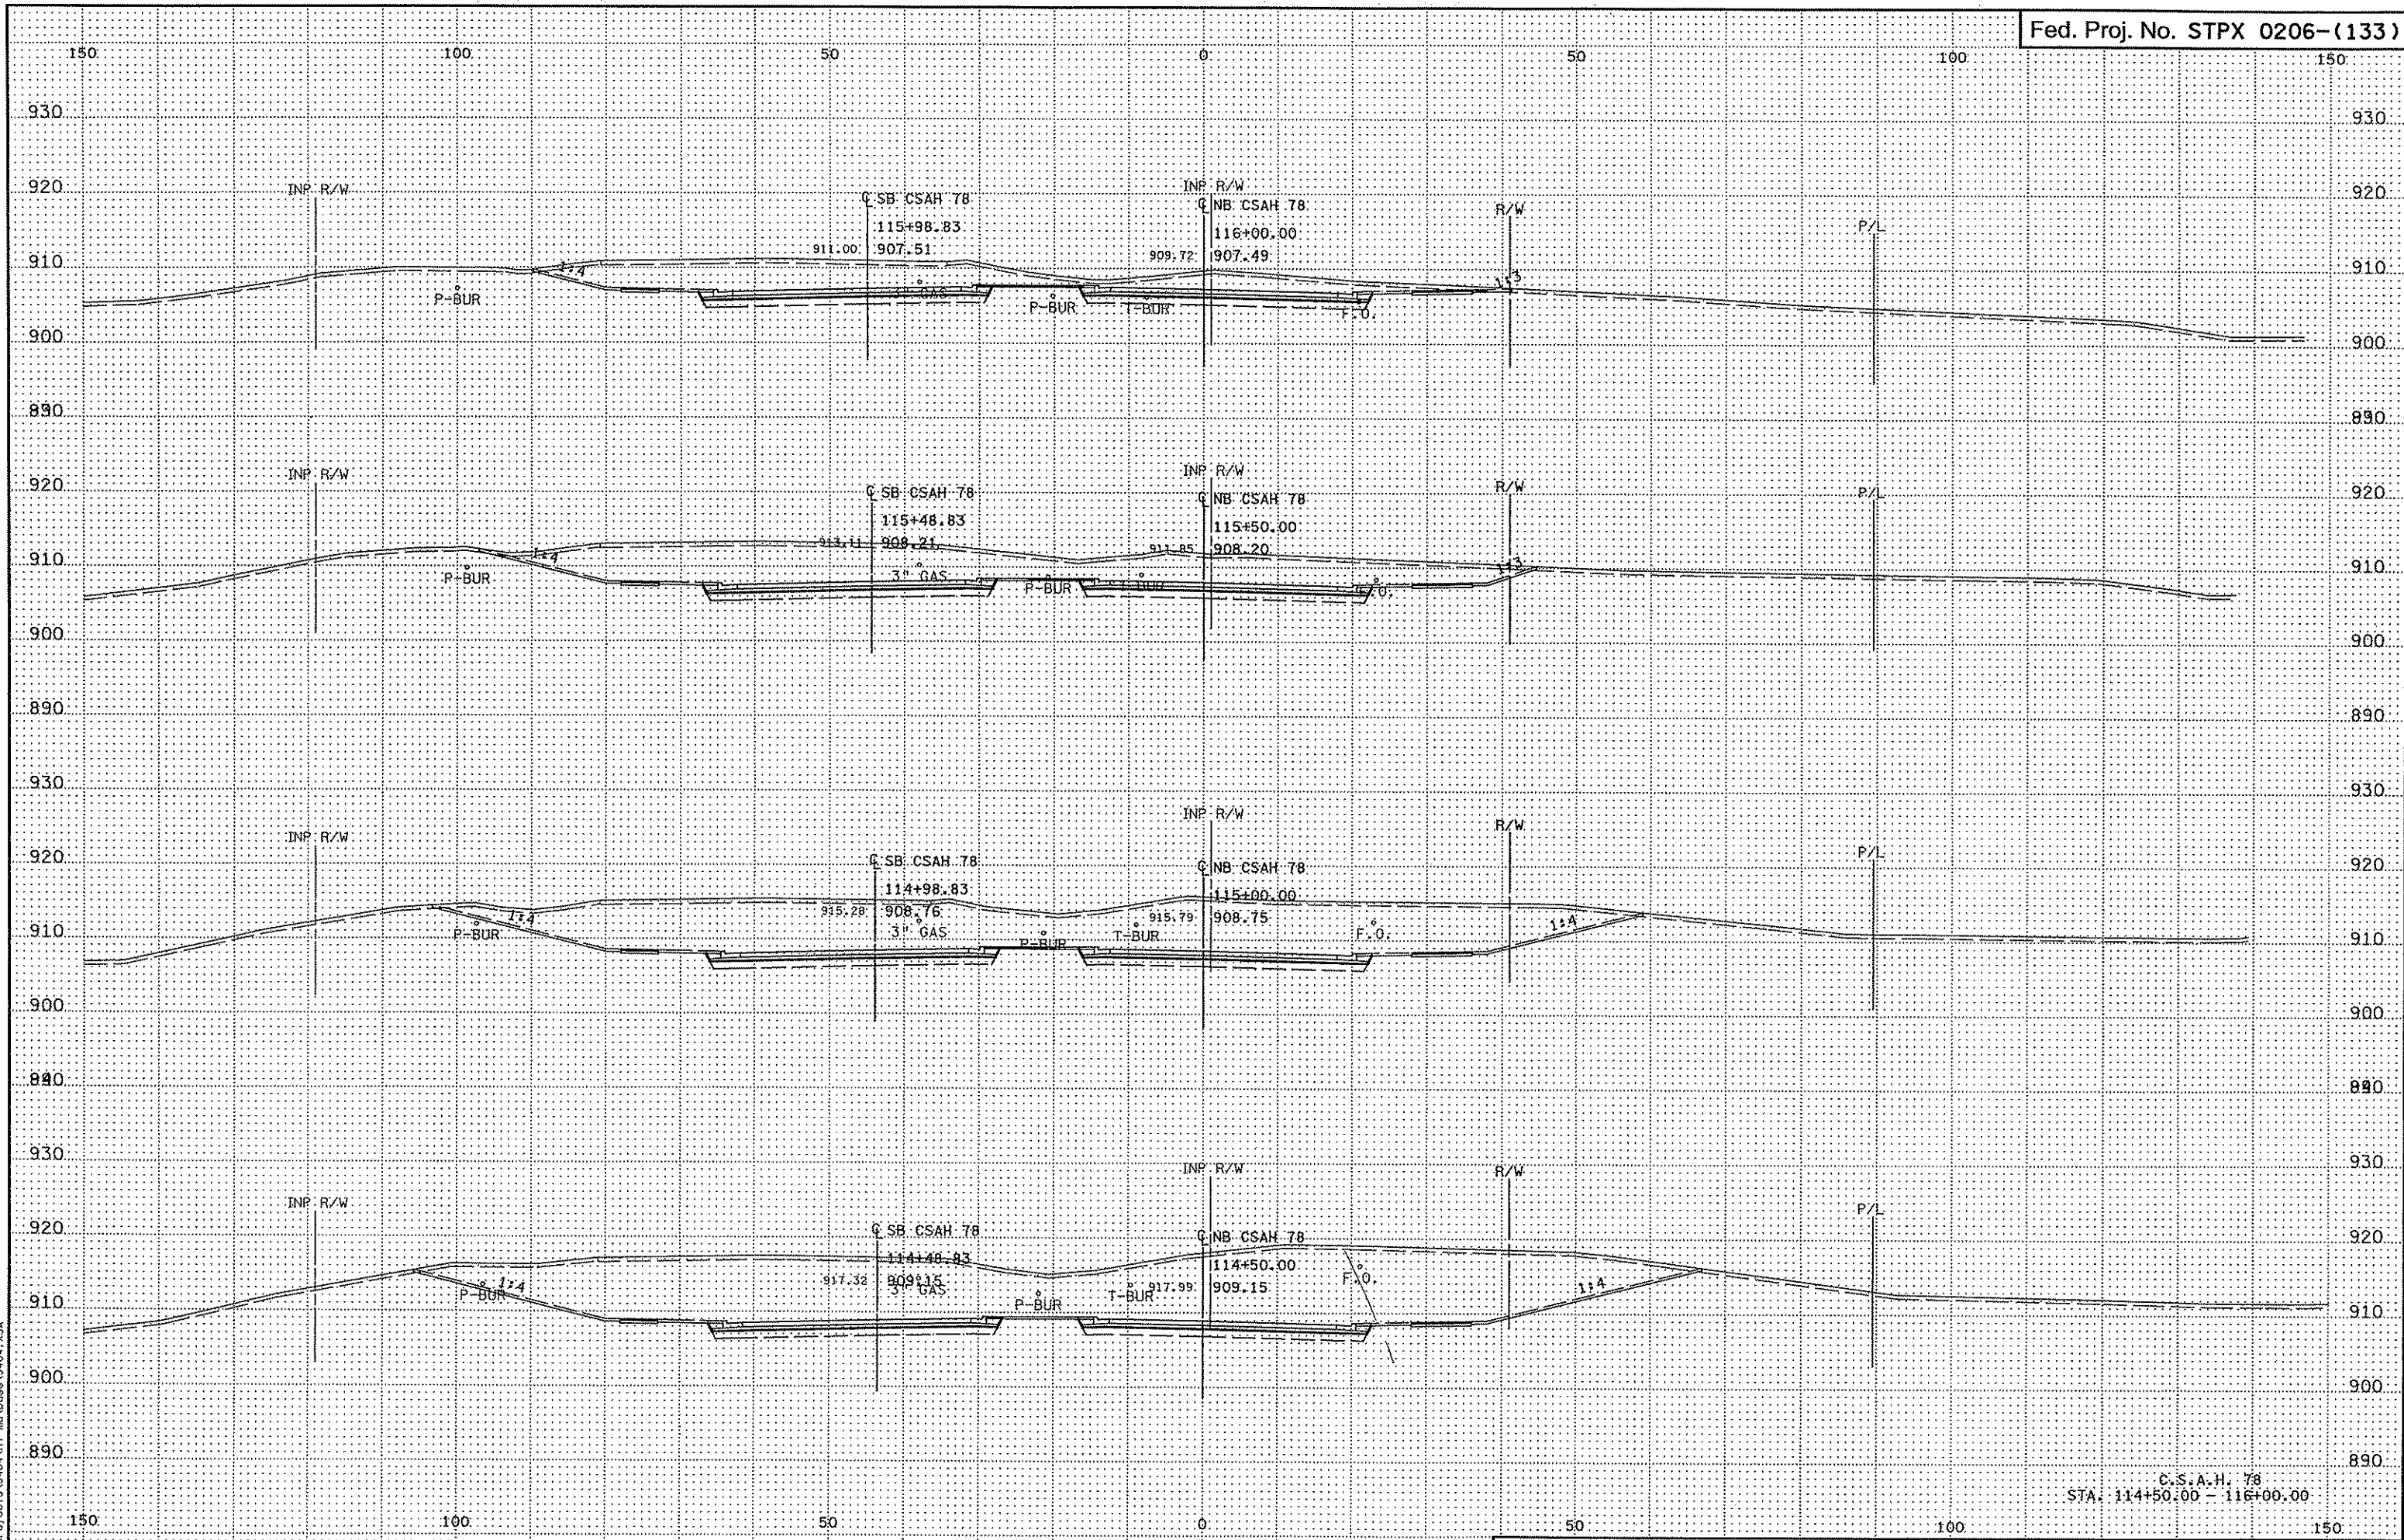 Fed. Proj. No. STPX 0206-(133)
150 100 50 0 50 100 150
930 930
920 920
INP R/W INP R/W
℄ SB CSAH 78 ℄ NB CSAH 78 R/W P/L
115+98.83 116+00.00
911.00 907.51 909.72 907.49
910 910
1:4 1:3
P-BUR 3" GAS P-BUR T-BUR F.O.
900 900
890 890
INP R/W INP R/W
920 ℄ SB CSAH 78 ℄ NB CSAH 78 R/W P/L 920
115+48.83 115+50.00
913.11 908.21 911.85 908.20
910 910
1:4 1:3
P-BUR 3" GAS P-BUR T-BUR F.O.
900 900
890 890
930 930
INP R/W INP R/W R/W
920 ℄ SB CSAH 78 ℄ NB CSAH 78 P/L 920
114+98.83 115+00.00
915.28 908.76 915.79 908.75
1:4 1:4
P-BUR 3" GAS P-BUR T-BUR F.O.
910 910
900 900
890 890
930 930
INP R/W INP R/W R/W
920 ℄ SB CSAH 78 ℄ NB CSAH 78 P/L 920
114+48.83 114+50.00
917.32 909.15 917.99 909.15
1:4 1:4
P-BUR 3" GAS P-BUR T-BUR F.O.
910 910
900 900
890 890
C.S.A.H. 78
STA. 114+50.00 - 116+00.00
150 100 50 0 50 100 150